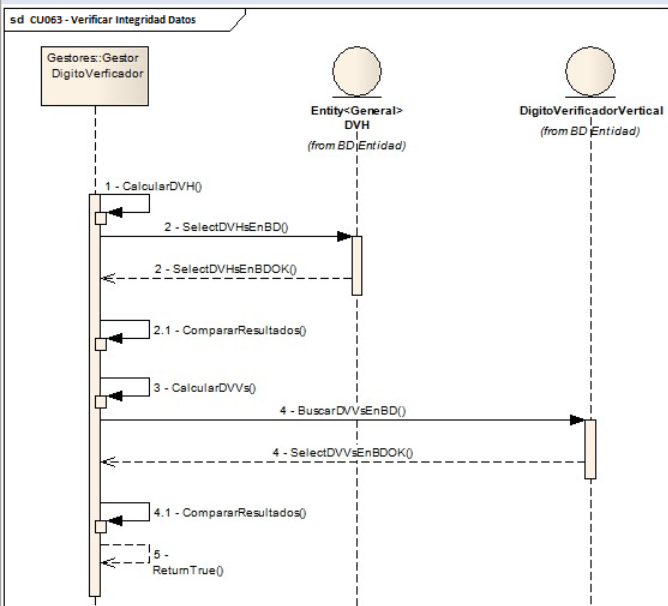 sd CU063 - Verificar Integridad Datos
Gestores::Gestor
DigitoVerficador
Entity<General>
DVH
(from BD Entidad)
DigitoVerificadorVertical
(from BD Entidad)
1 - CalcularDVH()
2 - SelectDVHsEnBD()
2 - SelectDVHsEnBDOK()
2.1 - CompararResultados()
3 - CalcularDVVs()
4 - BuscarDVVsEnBD()
4 - SelectDVVsEnBDOK()
4.1 - CompararResultados()
5 -
ReturnTrue()